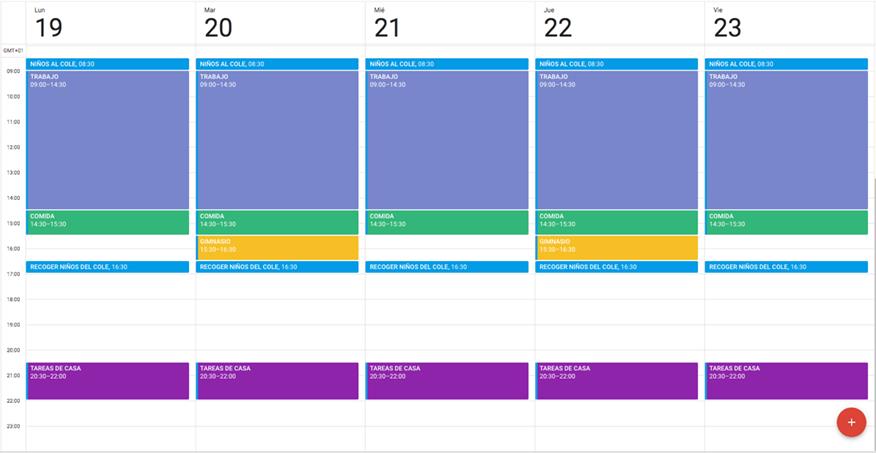 Lun
19
Mar
20
Mié
21
Jue
22
Vie
23
GMT+01
NIÑOS AL COLE, 08:30
NIÑOS AL COLE, 08:30
NIÑOS AL COLE, 08:30
NIÑOS AL COLE, 08:30
NIÑOS AL COLE, 08:30
09:00
TRABAJO
09:00–14:30
TRABAJO
09:00–14:30
TRABAJO
09:00–14:30
TRABAJO
09:00–14:30
TRABAJO
09:00–14:30
10:00
11:00
12:00
13:00
14:00
COMIDA
14:30–15:30
COMIDA
14:30–15:30
COMIDA
14:30–15:30
COMIDA
14:30–15:30
COMIDA
14:30–15:30
15:00
GIMNASIO
15:30–16:30
GIMNASIO
15:30–16:30
16:00
RECOGER NIÑOS DEL COLE, 16:30
RECOGER NIÑOS DEL COLE, 16:30
RECOGER NIÑOS DEL COLE, 16:30
RECOGER NIÑOS DEL COLE, 16:30
RECOGER NIÑOS DEL COLE, 16:30
17:00
18:00
19:00
20:00
TAREAS DE CASA
20:30–22:00
TAREAS DE CASA
20:30–22:00
TAREAS DE CASA
20:30–22:00
TAREAS DE CASA
20:30–22:00
TAREAS DE CASA
20:30–22:00
21:00
22:00
23:00